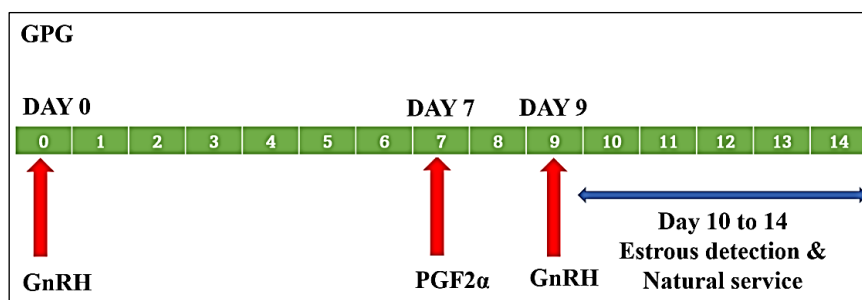 GPG
DAY 0 DAY 7 DAY 9
0 1 2 3 4 5 6 7 8 9 10 11 12 13 14
Day 10 to 14
Estrous detection &
Natural service
GnRH PGF2α GnRH